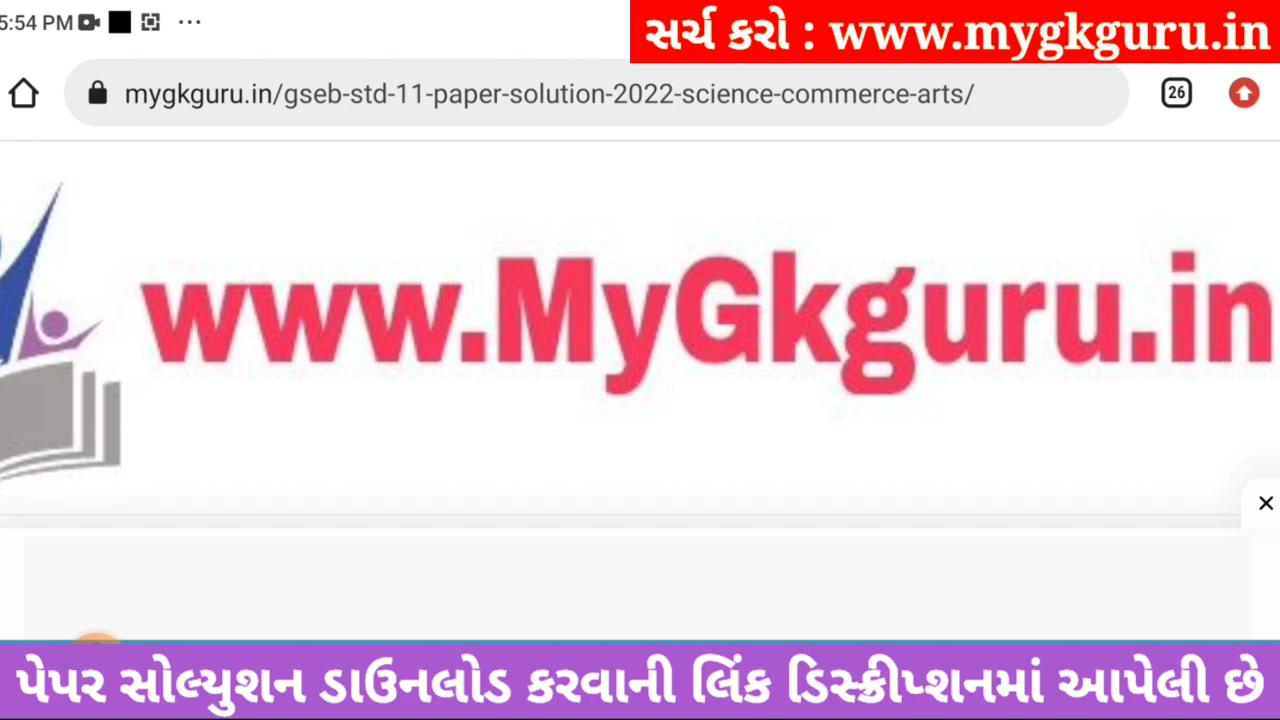 5:54 PM
સર્ચ કરો : www.mygkguru.in
mygkguru.in/gseb-std-11-paper-solution-2022-science-commerce-arts/
26
www.MyGkguru.in
પેપર સોલ્યુશન ડાઉનલોડ કરવાની લિંક ડિસ્ક્રીપ્શનમાં આપેલી છે